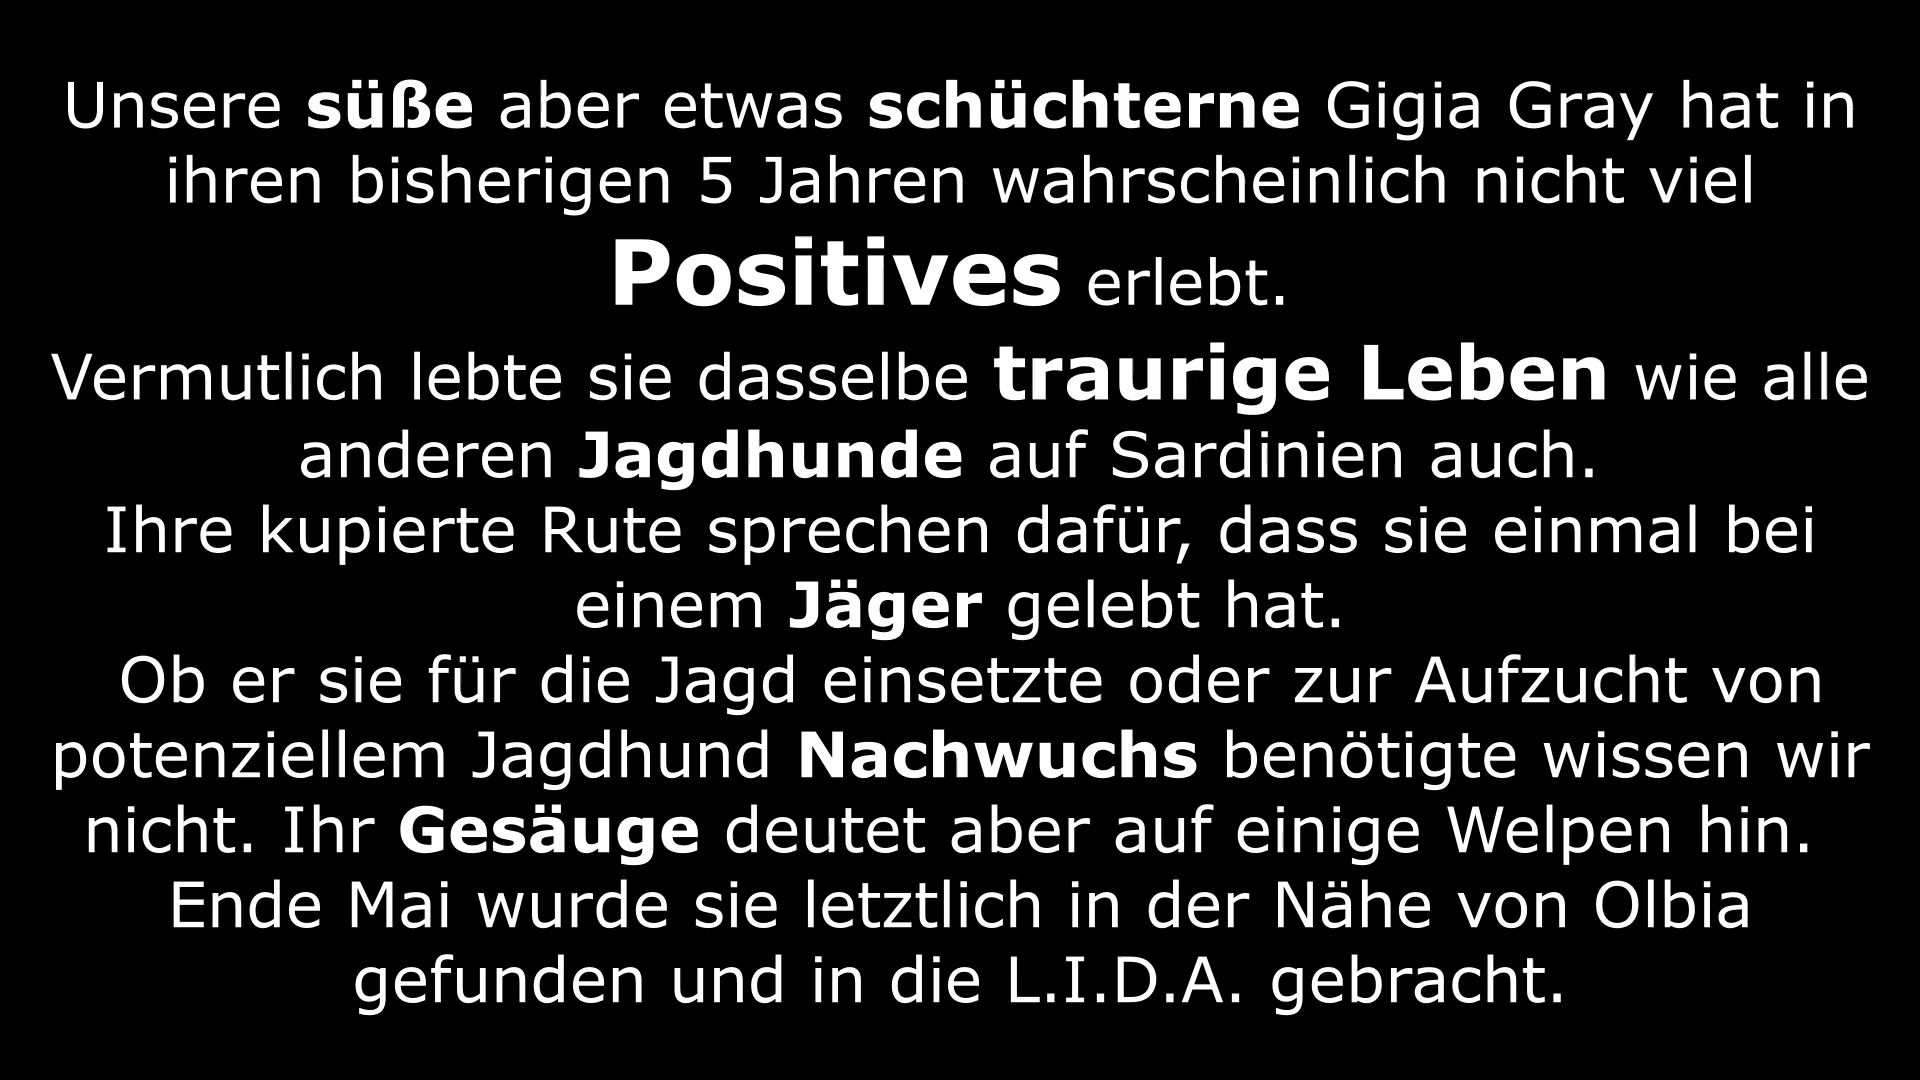 Unsere süße aber etwas schüchterne Gigia Gray hat in
ihren bisherigen 5 Jahren wahrscheinlich nicht viel
Positives erlebt.
Vermutlich lebte sie dasselbe traurige Leben wie alle
anderen Jagdhunde auf Sardinien auch.
Ihre kupierte Rute sprechen dafür, dass sie einmal bei
einem Jäger gelebt hat.
Ob er sie für die Jagd einsetzte oder zur Aufzucht von
potenziellem Jagdhund Nachwuchs benötigte wissen wir
nicht. Ihr Gesäuge deutet aber auf einige Welpen hin.
Ende Mai wurde sie letztlich in der Nähe von Olbia
gefunden und in die L.I.D.A. gebracht.